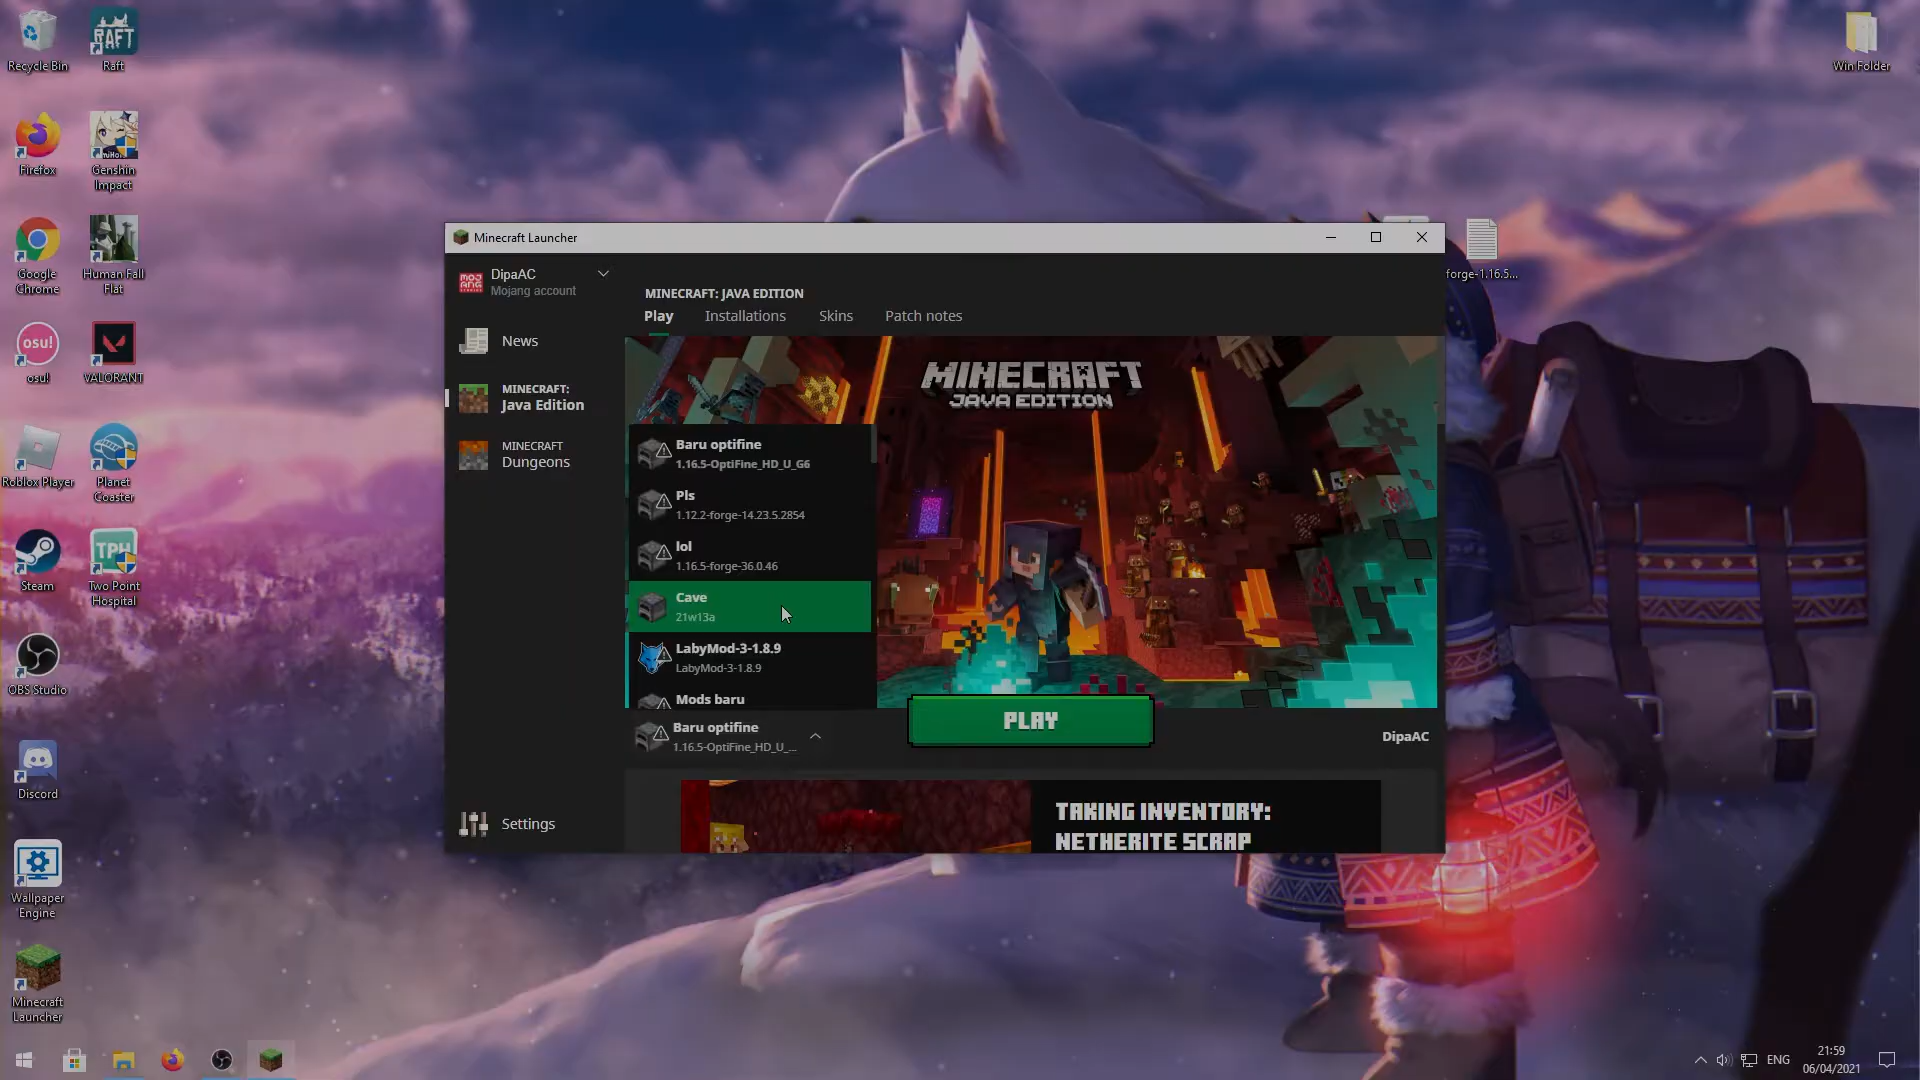 Recycle Bin
RAFT
Raft
Win Folder
Firefox
Genshin
Impact
Google
Chrome
Human Fall
Flat
forge-1.16.5...
osu!
osu!
VALORANT
Roblox Player
Planet
Coaster
Steam
TPH
Two Point
Hospital
OBS Studio
Discord
Wallpaper
Engine
Minecraft
Launcher
Minecraft Launcher
MOJANG
STUDIOS
DipaAC
Mojang account
News
MINECRAFT:
Java Edition
MINECRAFT
Dungeons
Settings
MINECRAFT: JAVA EDITION
Play
Installations
Skins
Patch notes
MINECRAFT
JAVA EDITION
Baru optifine
1.16.5-OptiFine_HD_U_G6
Pls
1.12.2-forge-14.23.5.2854
lol
1.16.5-forge-36.0.46
Cave
21w13a
LabyMod-3-1.8.9
LabyMod-3-1.8.9
Mods baru
Baru optifine
1.16.5-OptiFine_HD_U_...
PLAY
DipaAC
TAKING INVENTORY:
NETHERITE SCRAP
ENG
21:59
06/04/2021